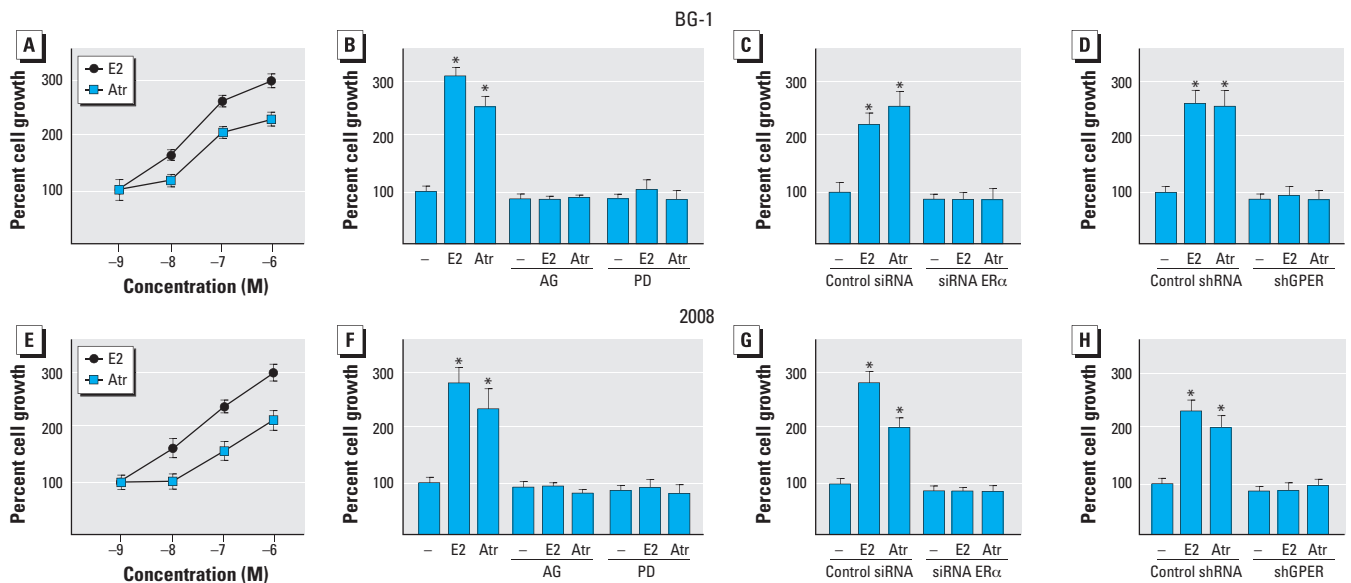 BG-1
A
Percent cell growth
300
200
100
E2
Atr
–9
–8
–7
–6
Concentration (M)
B
Percent cell growth
300
200
100
*
*
– E2 Atr – E2 Atr – E2 Atr
AG PD
C
Percent cell growth
300
200
100
*
*
– E2 Atr – E2 Atr
Control siRNA siRNA ERα
D
Percent cell growth
300
200
100
* *
– E2 Atr – E2 Atr
Control shRNA shGPER
2008
E
Percent cell growth
300
200
100
E2
Atr
–9
–8
–7
–6
Concentration (M)
F
Percent cell growth
300
200
100
*
*
– E2 Atr – E2 Atr – E2 Atr
AG PD
G
Percent cell growth
300
200
100
*
*
– E2 Atr – E2 Atr
Control siRNA siRNA ERα
H
Percent cell growth
300
200
100
*
*
– E2 Atr – E2 Atr
Control shRNA shGPER